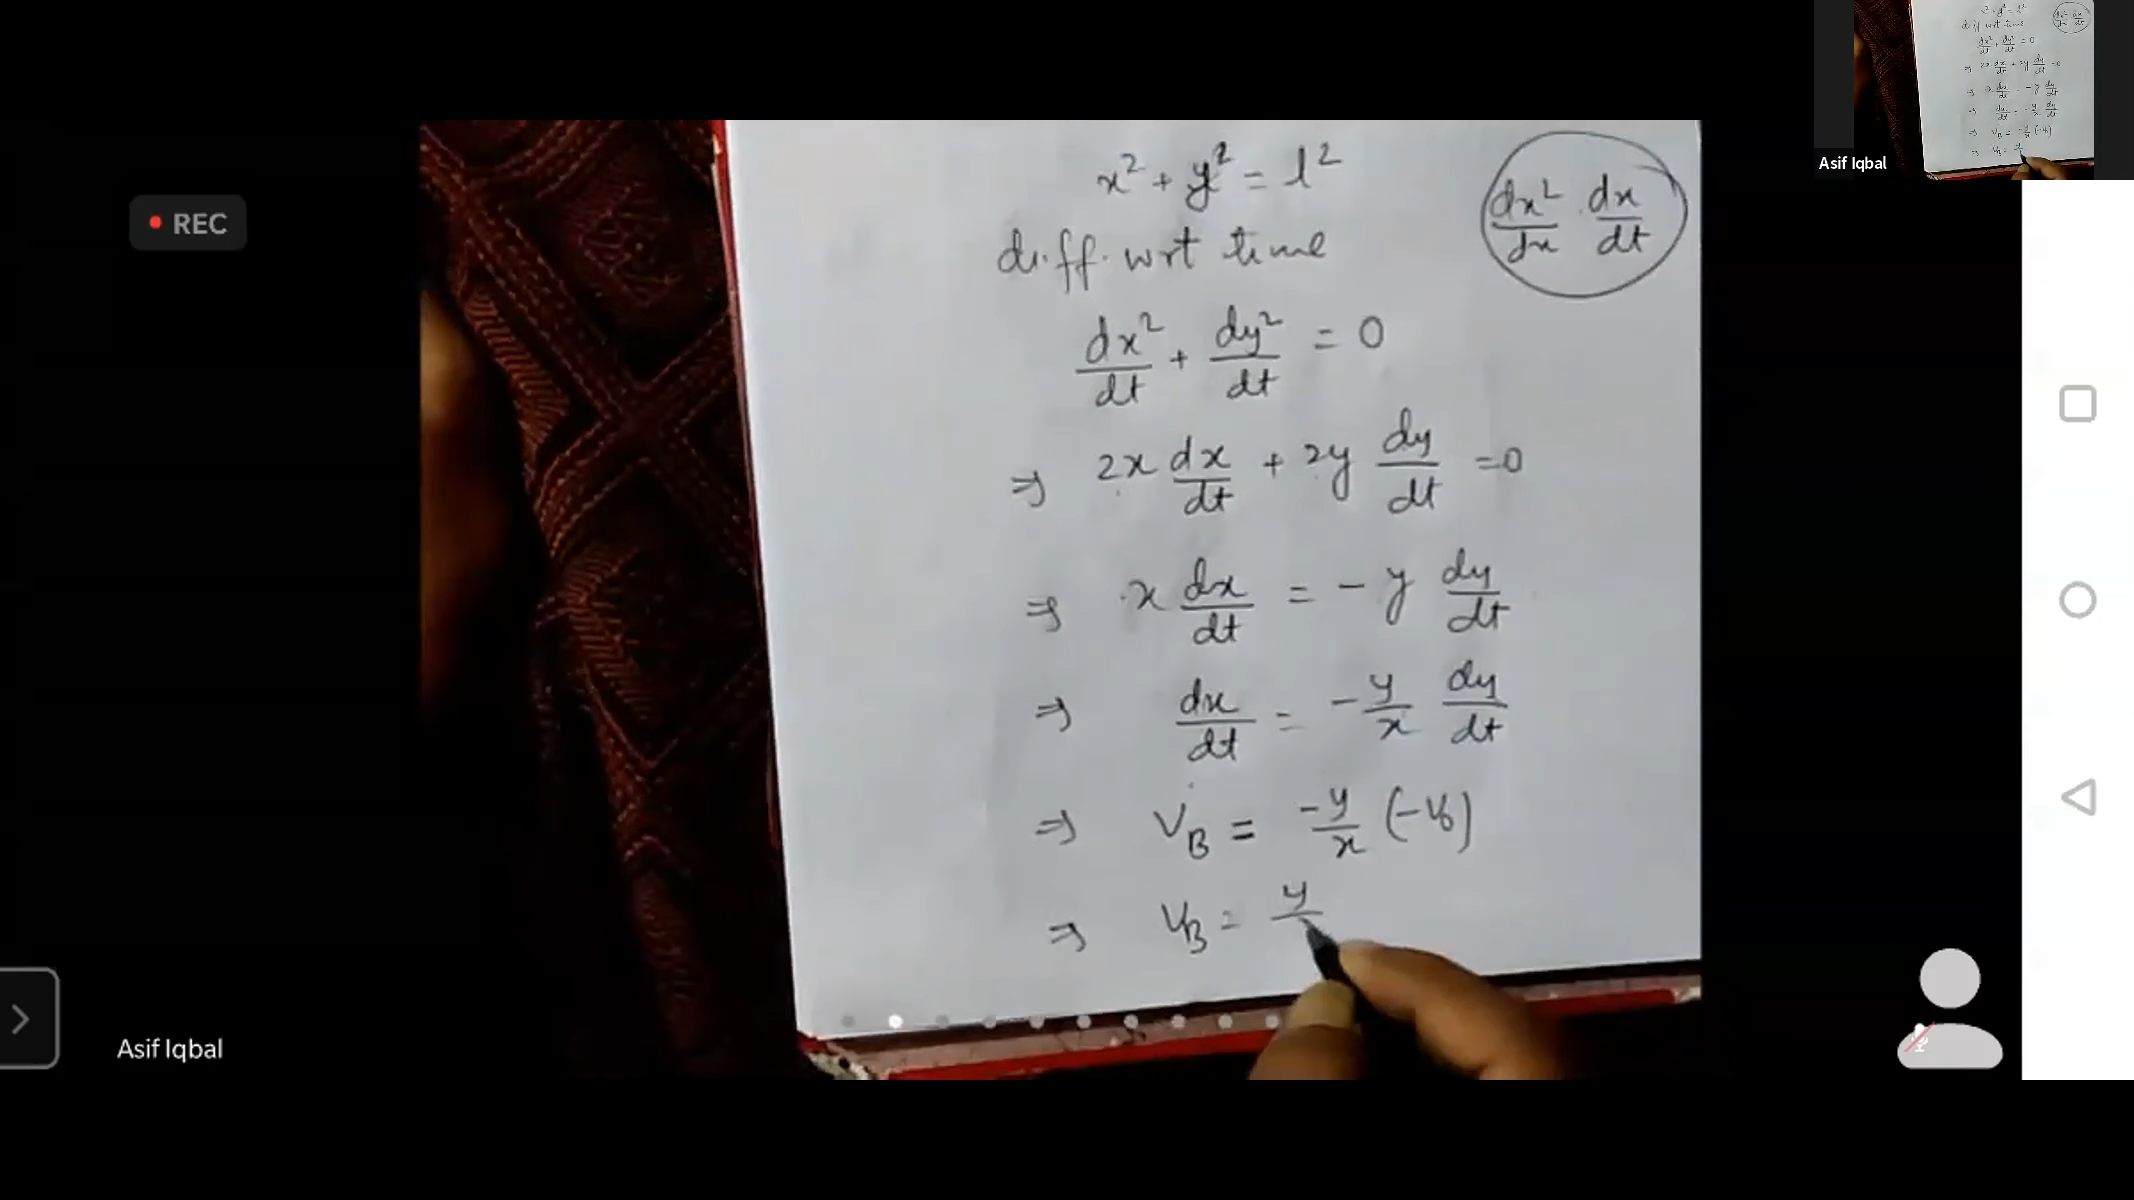 x² + y² = l²
dx²/dx dx/dt
diff. wrt time
dx²/dt + dy²/dt = 0
⇒ 2x dx/dt + 2y dy/dt = 0
⇒ x dx/dt = - y dy/dt
⇒ dx/dt = - y/x dy/dt
⇒ V_B = -y/x (-V₀)
⇒ V_B = y/
REC
Asif Iqbal
Asif Iqbal